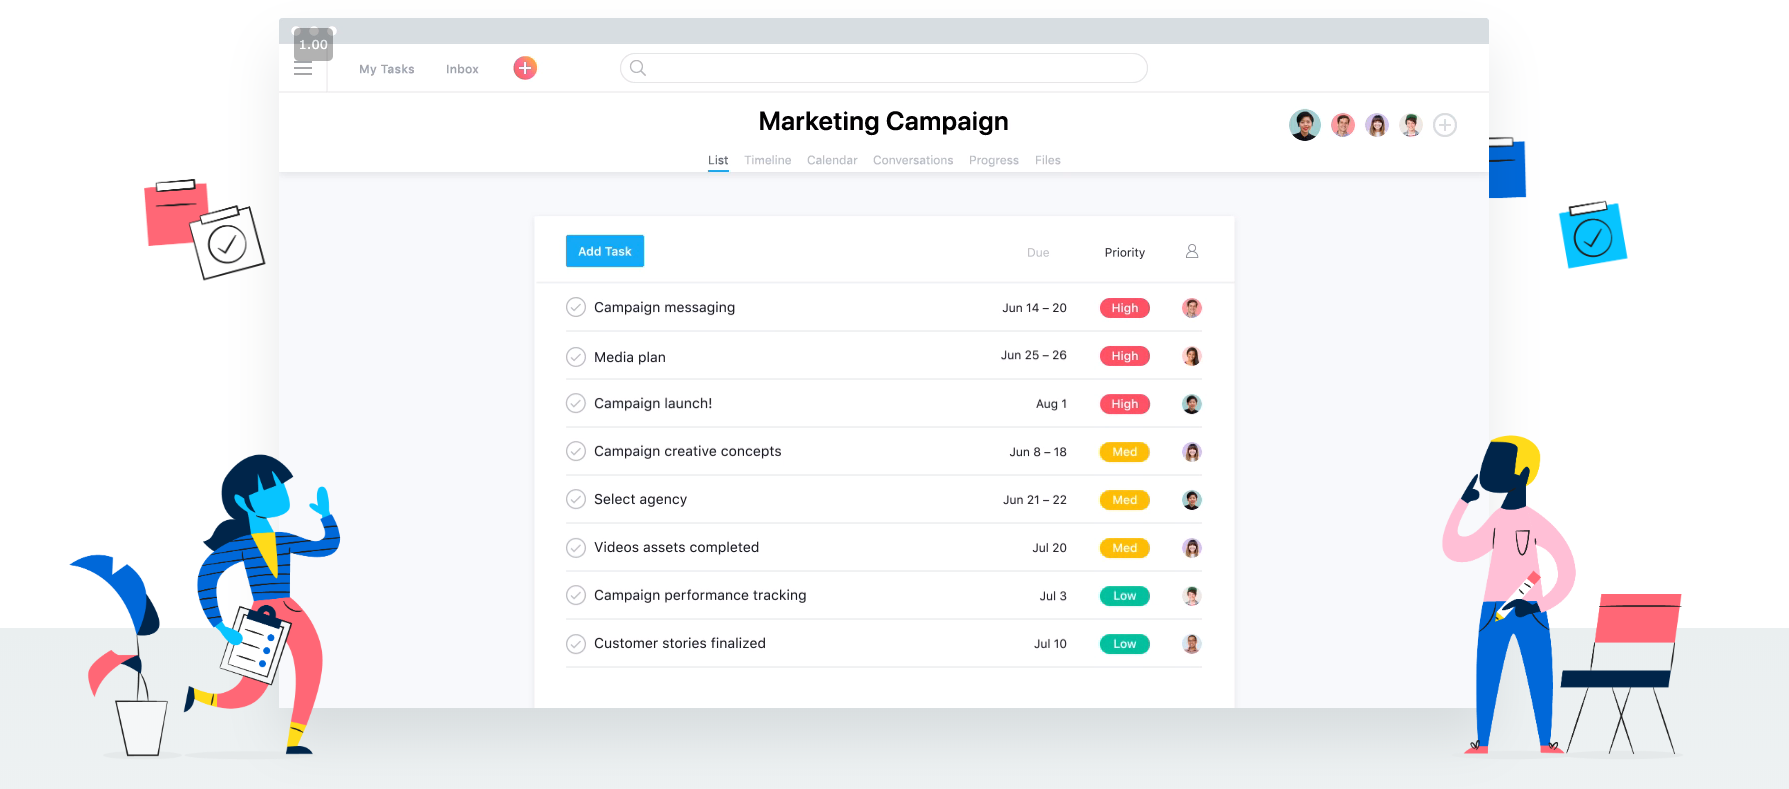 1.00
My Tasks Inbox
Marketing Campaign
List Timeline Calendar Conversations Progress Files
Add Task Due Priority
Campaign messaging Jun 14 – 20 High
Media plan Jun 25 – 26 High
Campaign launch! Aug 1 High
Campaign creative concepts Jun 8 – 18 Med
Select agency Jun 21 – 22 Med
Videos assets completed Jul 20 Med
Campaign performance tracking Jul 3 Low
Customer stories finalized Jul 10 Low